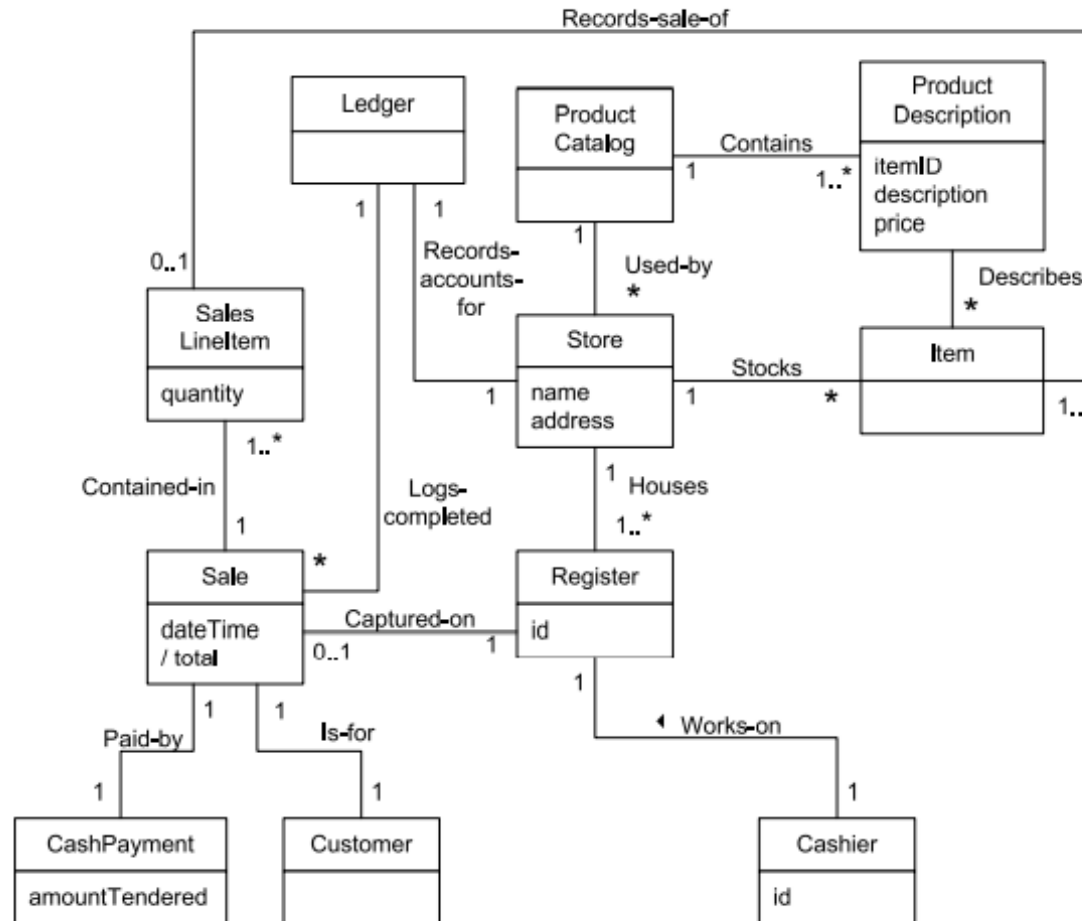 Records-sale-of
Ledger
Product
Catalog
Product
Description
Contains
1
1..*
itemID
description
price
1
1
1
Records-
accounts-
for
Used-by
*
Describes
*
0..1
Sales
LineItem
quantity
Store
name
address
Stocks
1
1
*
Item
1..
1..*
Contained-in
1
Logs-
completed
*
1
Houses
1..*
Sale
dateTime
/ total
Captured-on
0..1
1
Register
id
1
1
1
Paid-by
Is-for
Works-on
1
1
1
CashPayment
amountTendered
Customer
Cashier
id